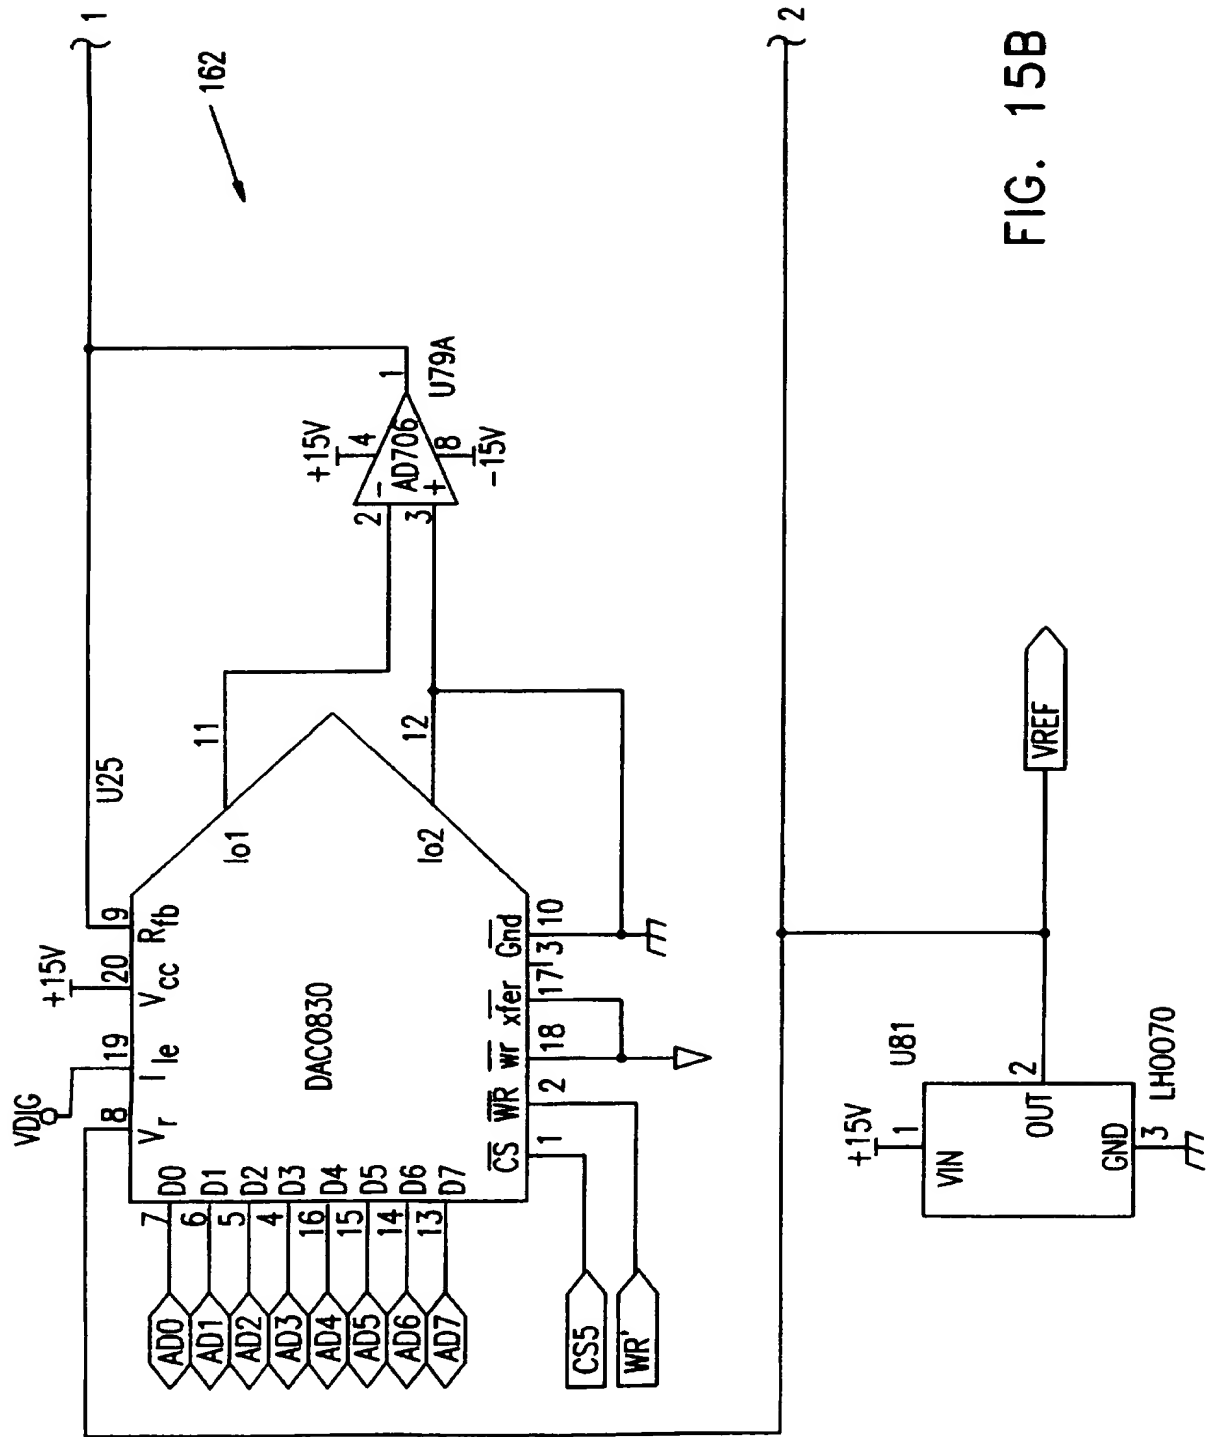 1
162
2
FIG. 15B
U79A
1
+15V
4
AD706
-
+
8
-15V
2
3
11
12
U25
Io1
Io2
9
Rfb
+15V
20
Vcc
VDIG
19
Ile
8
Vr
DAC0830
Gnd
10
3
xfer
17
wr
18
WR
2
CS
1
AD0 7 D0
AD1 6 D1
AD2 5 D2
AD3 4 D3
AD4 16 D4
AD5 15 D5
AD6 14 D6
AD7 13 D7
CS5
WR'
VREF
U81
+15V
1
VIN
OUT
2
GND
3
LH0070